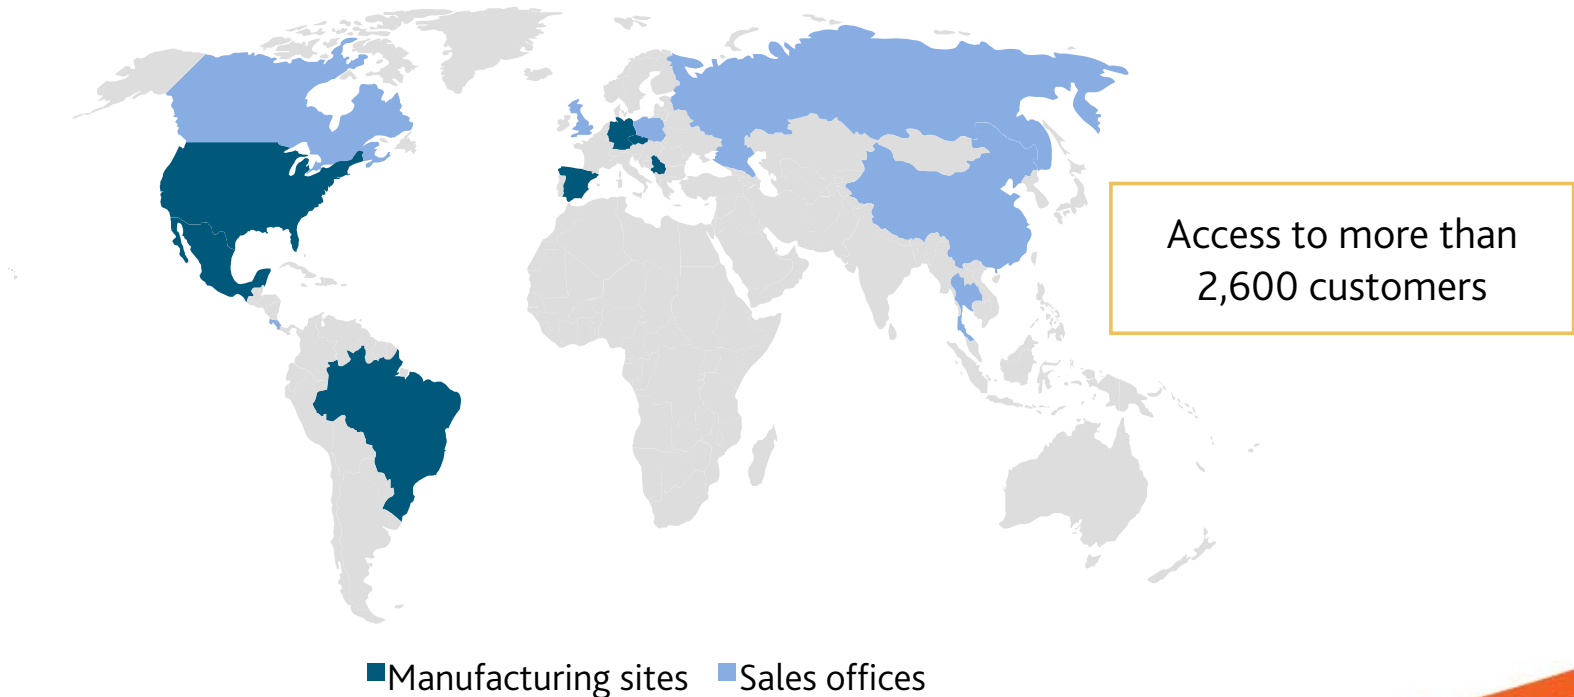 Access to more than
2,600 customers
Manufacturing sites Sales offices